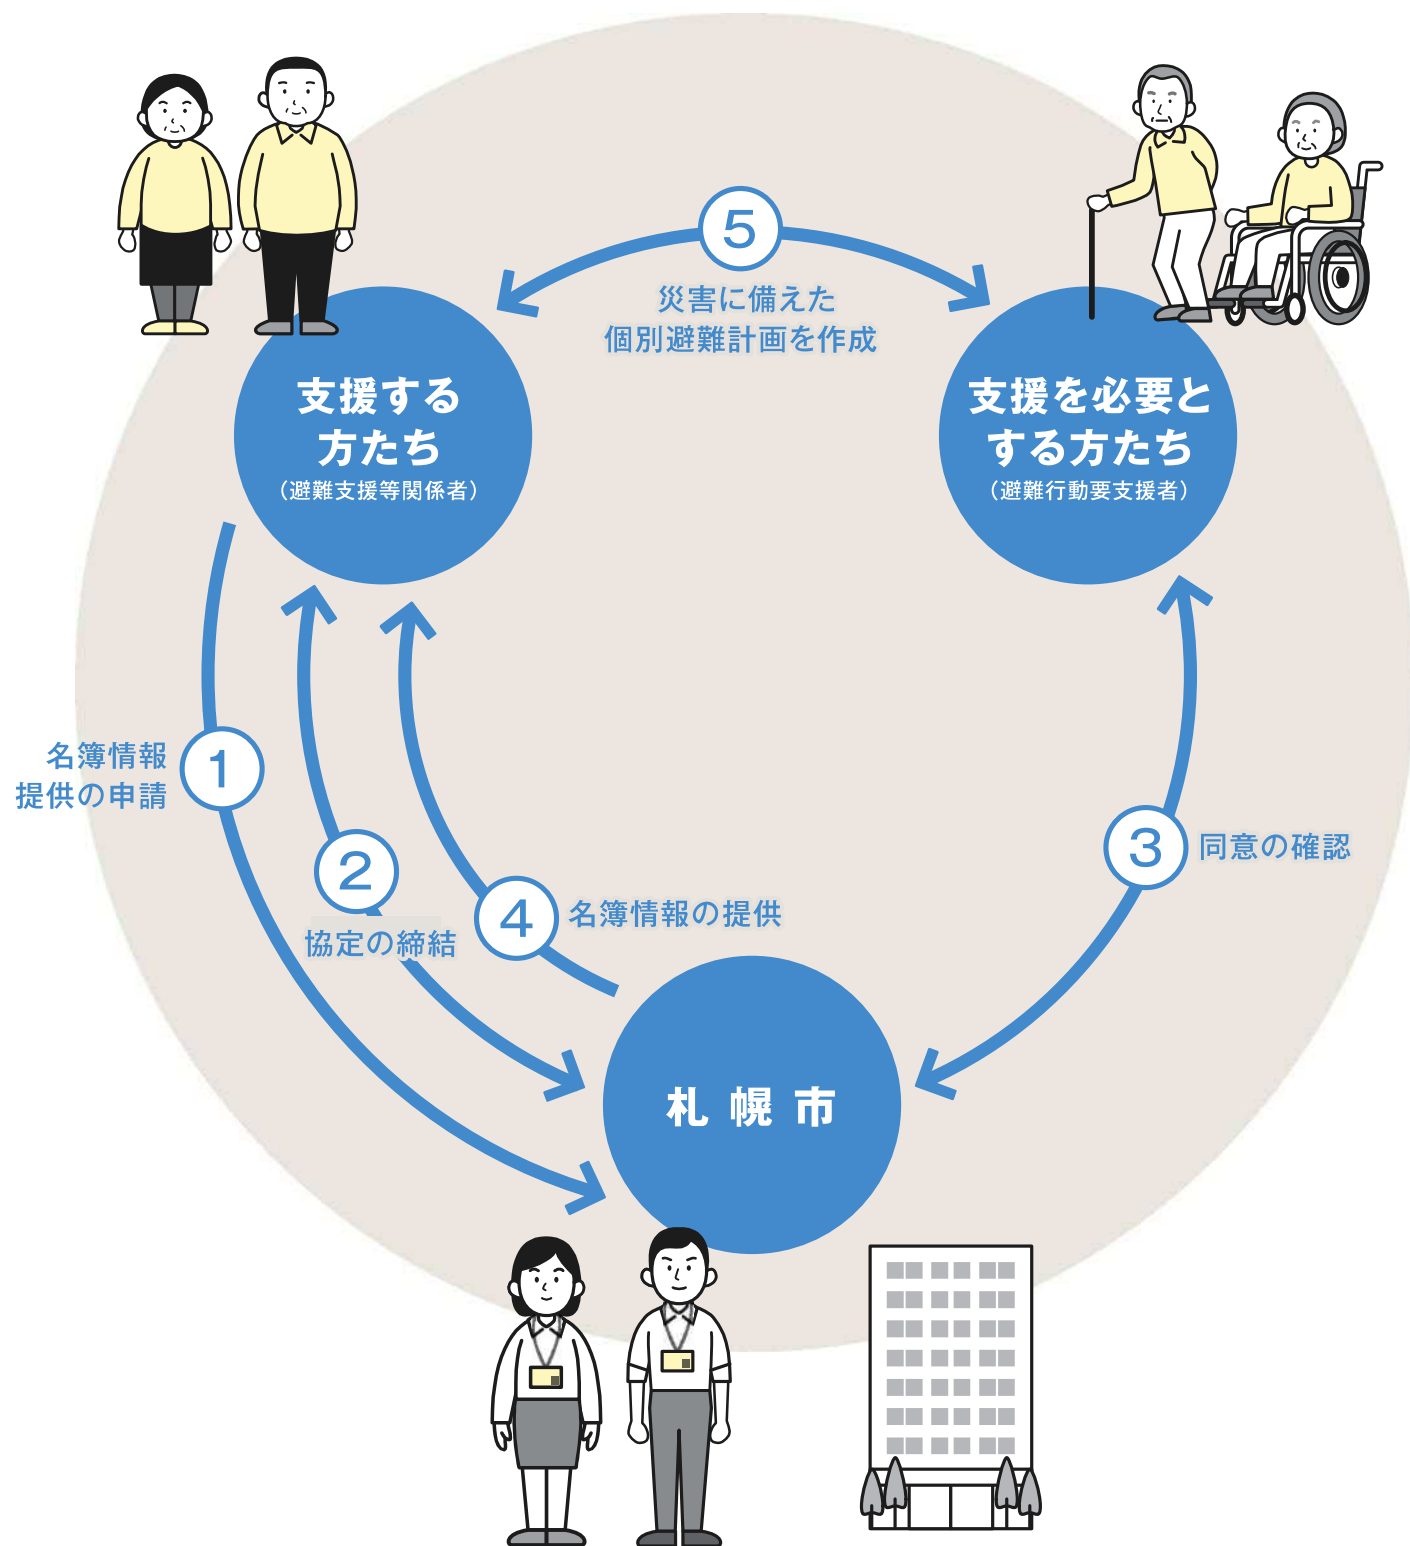 5
災害に備えた
個別避難計画を作成
支援する
方たち
（避難支援等関係者）
支援を必要と
する方たち
（避難行動要支援者）
1
名簿情報
提供の申請
2
協定の締結
3
同意の確認
4
名簿情報の提供
札幌市